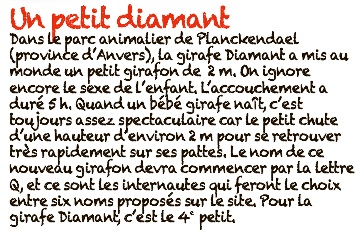 Un petit diamant
Dans le parc animalier de Planckendael
(province d'Anvers), la girafe Diamant a mis au
monde un petit girafon de 2 m. On ignore
encore le sexe de l'enfant. L'accouchement a
duré 5 h. Quand un bébé girafe naît, c'est
toujours assez spectaculaire car le petit chute
d'une hauteur d'environ 2 m pour se retrouver
très rapidement sur ses pattes. Le nom de ce
nouveau girafon devra commencer par la lettre
Q, et ce sont les internautes qui feront le choix
entre six noms proposés sur le site. Pour la
girafe Diamant, c'est le 4e petit.